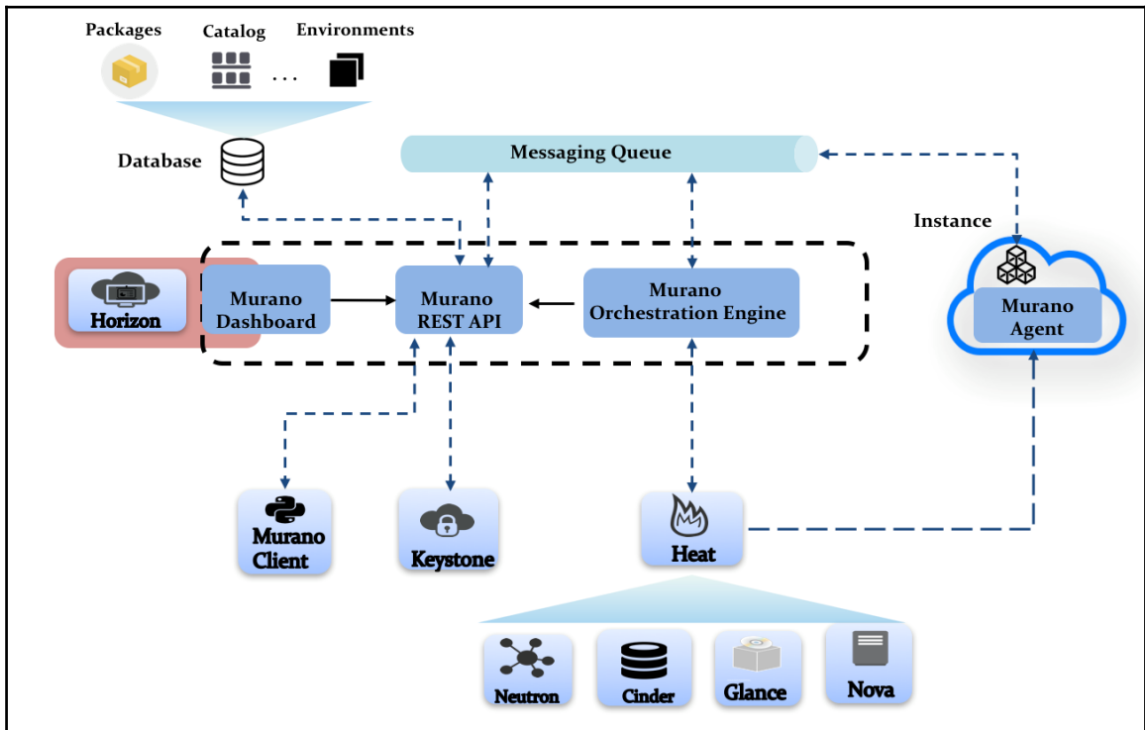 Packages
Catalog
Environments
...
Database
Messaging Queue
Instance
Horizon
Murano
Dashboard
Murano
REST API
Murano
Orchestration Engine
Murano
Agent
Murano
Client
Keystone
Heat
Neutron
Cinder
Glance
Nova